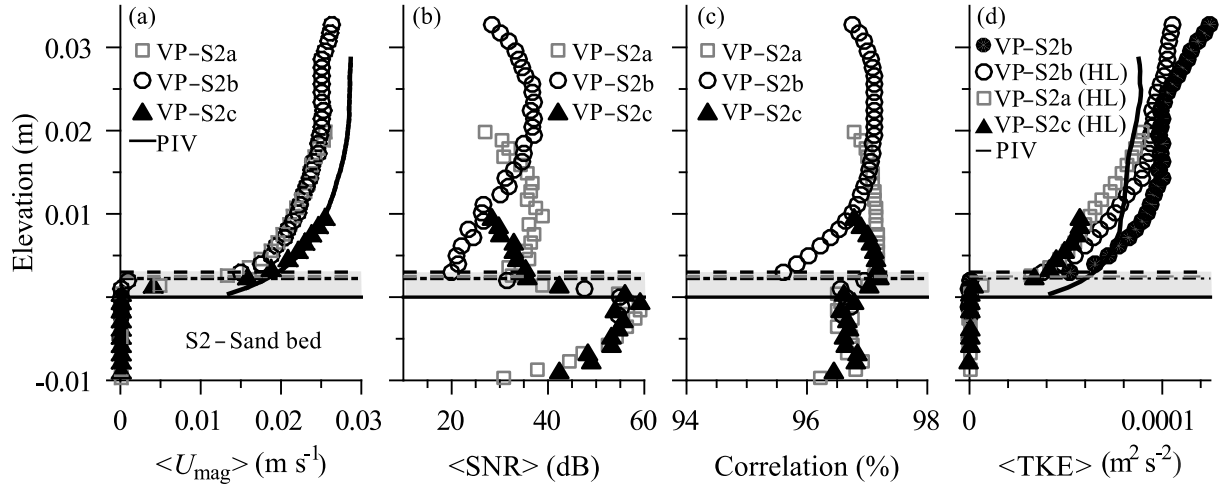 (a)
VP−S2a
VP−S2b
VP−S2c
PIV
S2−Sand bed
Elevation (m)
0.03
0.02
0.01
0
-0.01
0 0.01 0.02 0.03
<U_mag> (m s⁻¹)
(b)
VP−S2a
VP−S2b
VP−S2c
20 40 60
<SNR> (dB)
(c)
VP−S2a
VP−S2b
VP−S2c
94 96 98
Correlation (%)
(d)
VP−S2b
VP−S2b (HL)
VP−S2a (HL)
VP−S2c (HL)
PIV
0 0.0001
<TKE> (m² s⁻²)